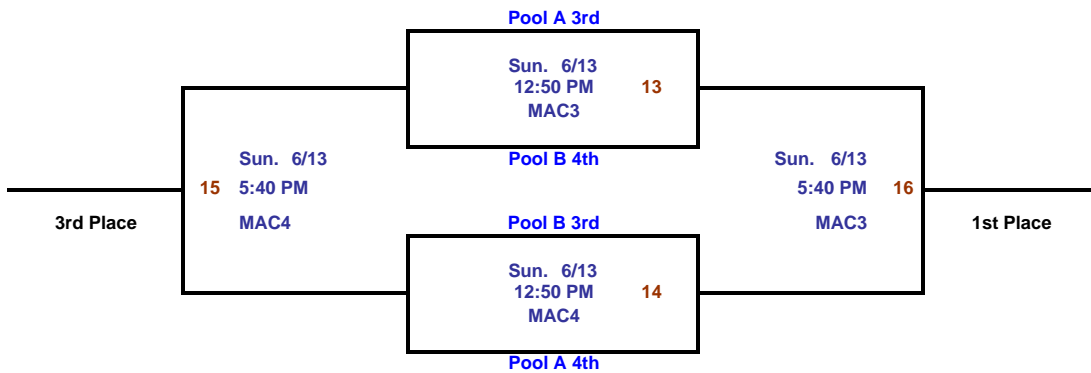 Pool A 3rd
Sun. 6/13
12:50 PM 13
MAC3
Pool B 4th
Sun. 6/13
15 5:40 PM
MAC4
3rd Place
Sun. 6/13
5:40 PM 16
MAC3
1st Place
Pool B 3rd
Sun. 6/13
12:50 PM 14
MAC4
Pool A 4th